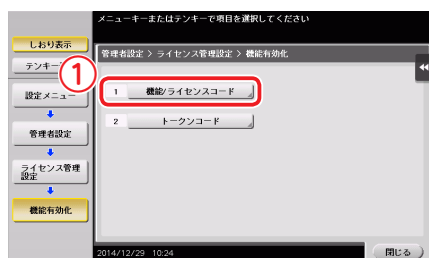 メニューキーまたはテンキーで項目を選択してください
しおり表示
管理者設定 > ライセンス管理設定 > 機能有効化
テンキー
1
設定メニュー
1 機能/ライセンスコード
2 トークンコード
管理者設定
ライセンス管理
設定
機能有効化
2014/12/29 10:24
閉じる